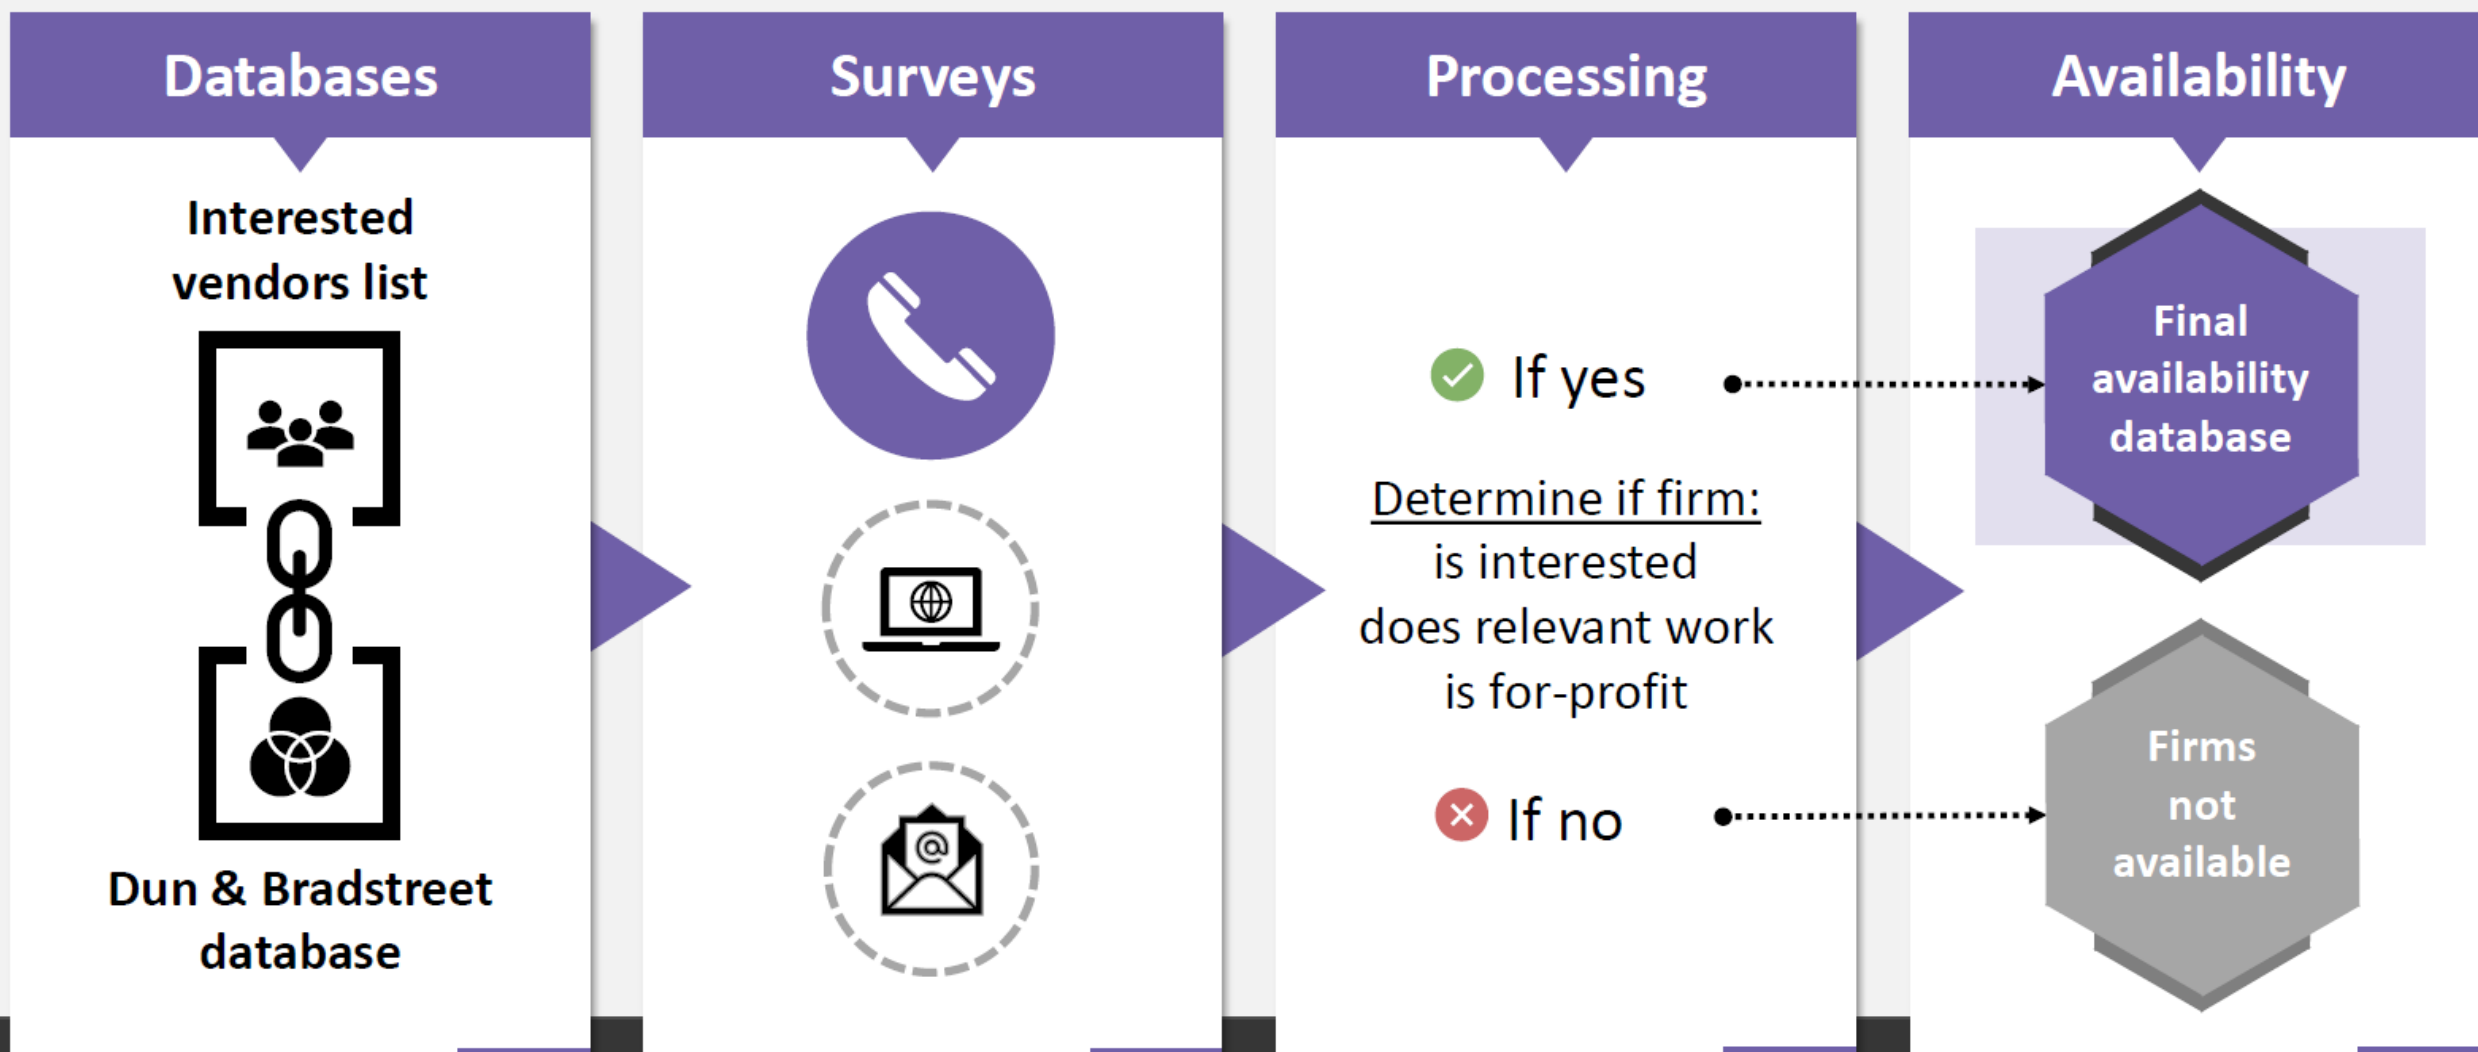 Databases
Interested
vendors list
Dun & Bradstreet
database
Surveys
@
Processing
If yes
Determine if firm:
is interested
does relevant work
is for-profit
If no
Availability
Final
availability
database
Firms
not
available